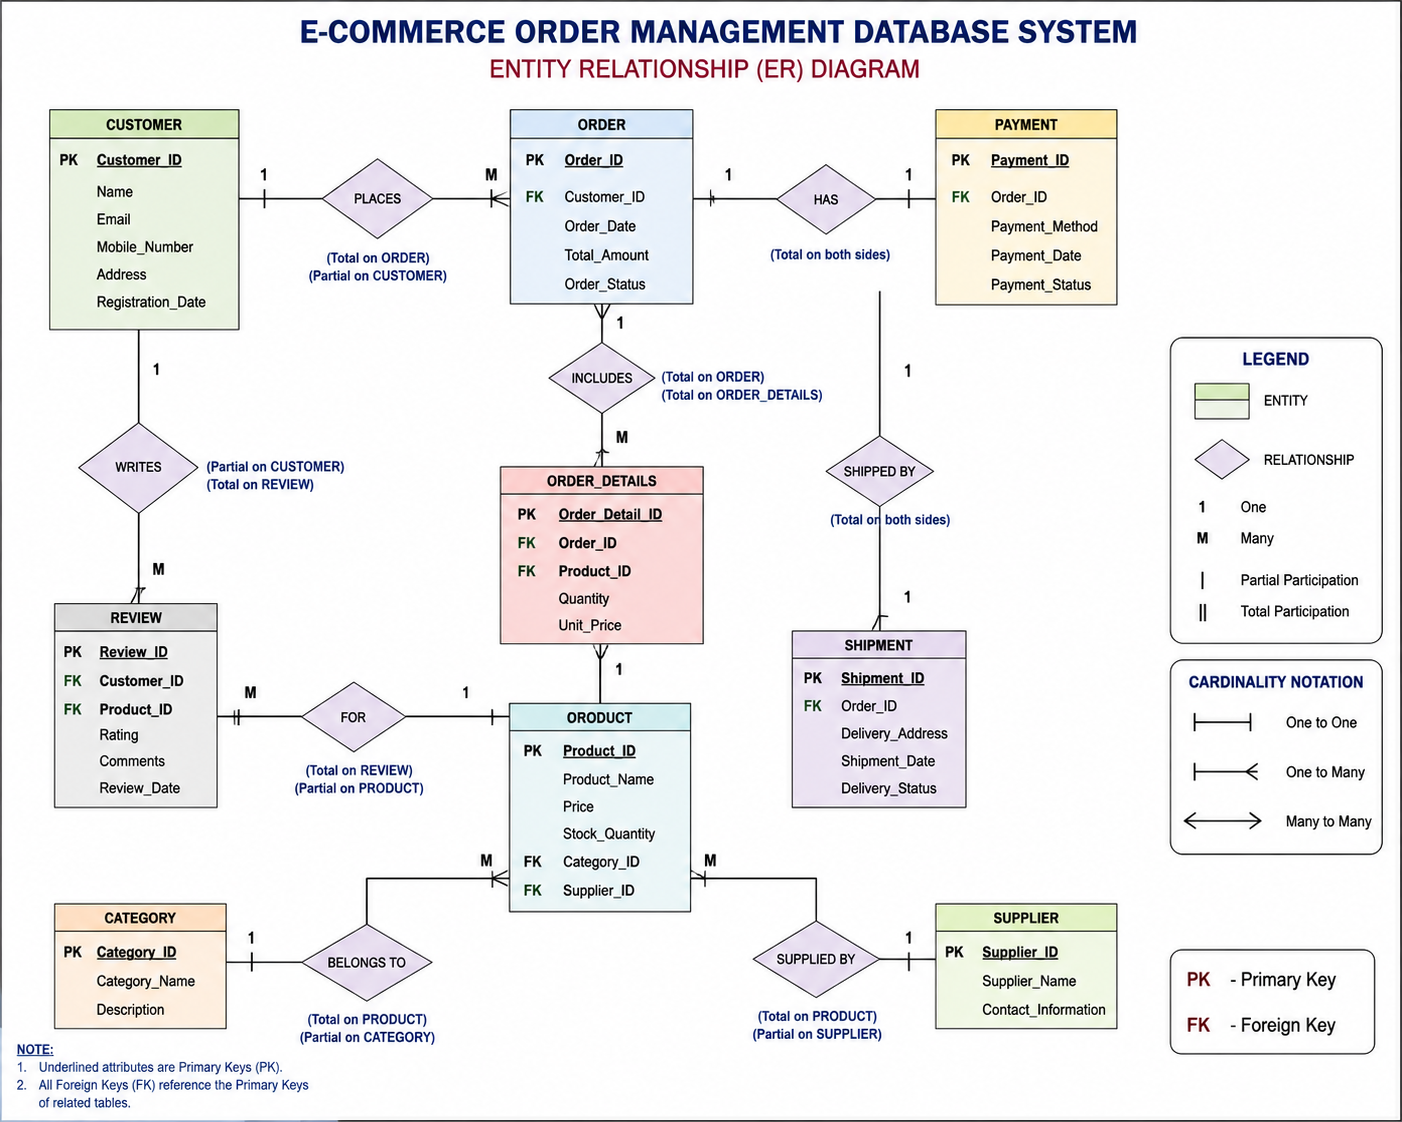 E-COMMERCE ORDER MANAGEMENT DATABASE SYSTEM
ENTITY RELATIONSHIP (ER) DIAGRAM
CUSTOMER
PK Customer_ID
Name
Email
Mobile_Number
Address
Registration_Date
1
PLACES
M
(Total on ORDER)
(Partial on CUSTOMER)
ORDER
PK Order_ID
FK Customer_ID
Order_Date
Total_Amount
Order_Status
1
HAS
1
(Total on both sides)
PAYMENT
PK Payment_ID
FK Order_ID
Payment_Method
Payment_Date
Payment_Status
1
WRITES
(Partial on CUSTOMER)
(Total on REVIEW)
M
1
INCLUDES
(Total on ORDER)
(Total on ORDER_DETAILS)
M
ORDER_DETAILS
PK Order_Detail_ID
FK Order_ID
FK Product_ID
Quantity
Unit_Price
1
1
SHIPPED BY
(Total on both sides)
1
SHIPMENT
PK Shipment_ID
FK Order_ID
Delivery_Address
Shipment_Date
Delivery_Status
REVIEW
PK Review_ID
FK Customer_ID
FK Product_ID
Rating
Comments
Review_Date
M
FOR
1
(Total on REVIEW)
(Partial on PRODUCT)
ORODUCT
PK Product_ID
Product_Name
Price
Stock_Quantity
FK Category_ID
FK Supplier_ID
M
M
CATEGORY
PK Category_ID
Category_Name
Description
1
BELONGS TO
(Total on PRODUCT)
(Partial on CATEGORY)
SUPPLIED BY
1
(Total on PRODUCT)
(Partial on SUPPLIER)
SUPPLIER
PK Supplier_ID
Supplier_Name
Contact_Information
LEGEND
ENTITY
RELATIONSHIP
1 One
M Many
| Partial Participation
|| Total Participation
CARDINALITY NOTATION
One to One
One to Many
Many to Many
PK - Primary Key
FK - Foreign Key
NOTE:
1. Underlined attributes are Primary Keys (PK).
2. All Foreign Keys (FK) reference the Primary Keys
of related tables.